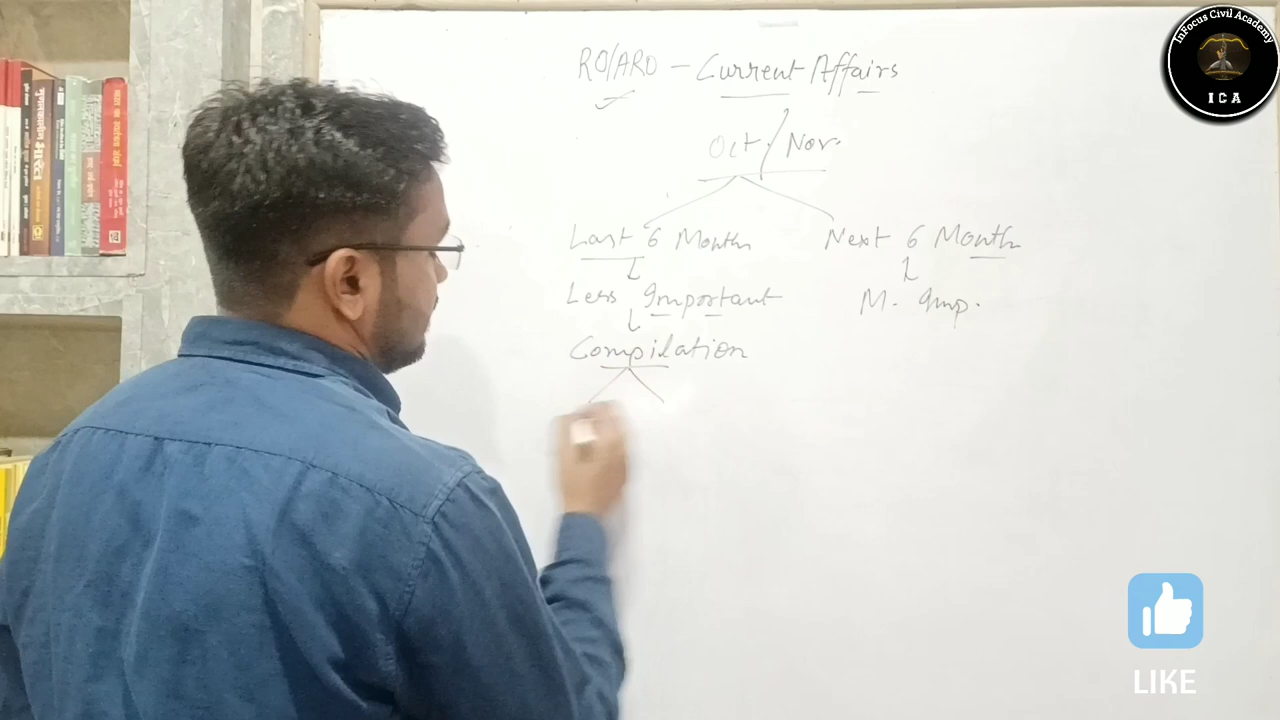 InFocus Civil Academy
I C A
RO/ARO - Current Affairs
Oct / Nov.
Last 6 Month Next 6 Month
Less Important M. Imp.
Compilation
LIKE